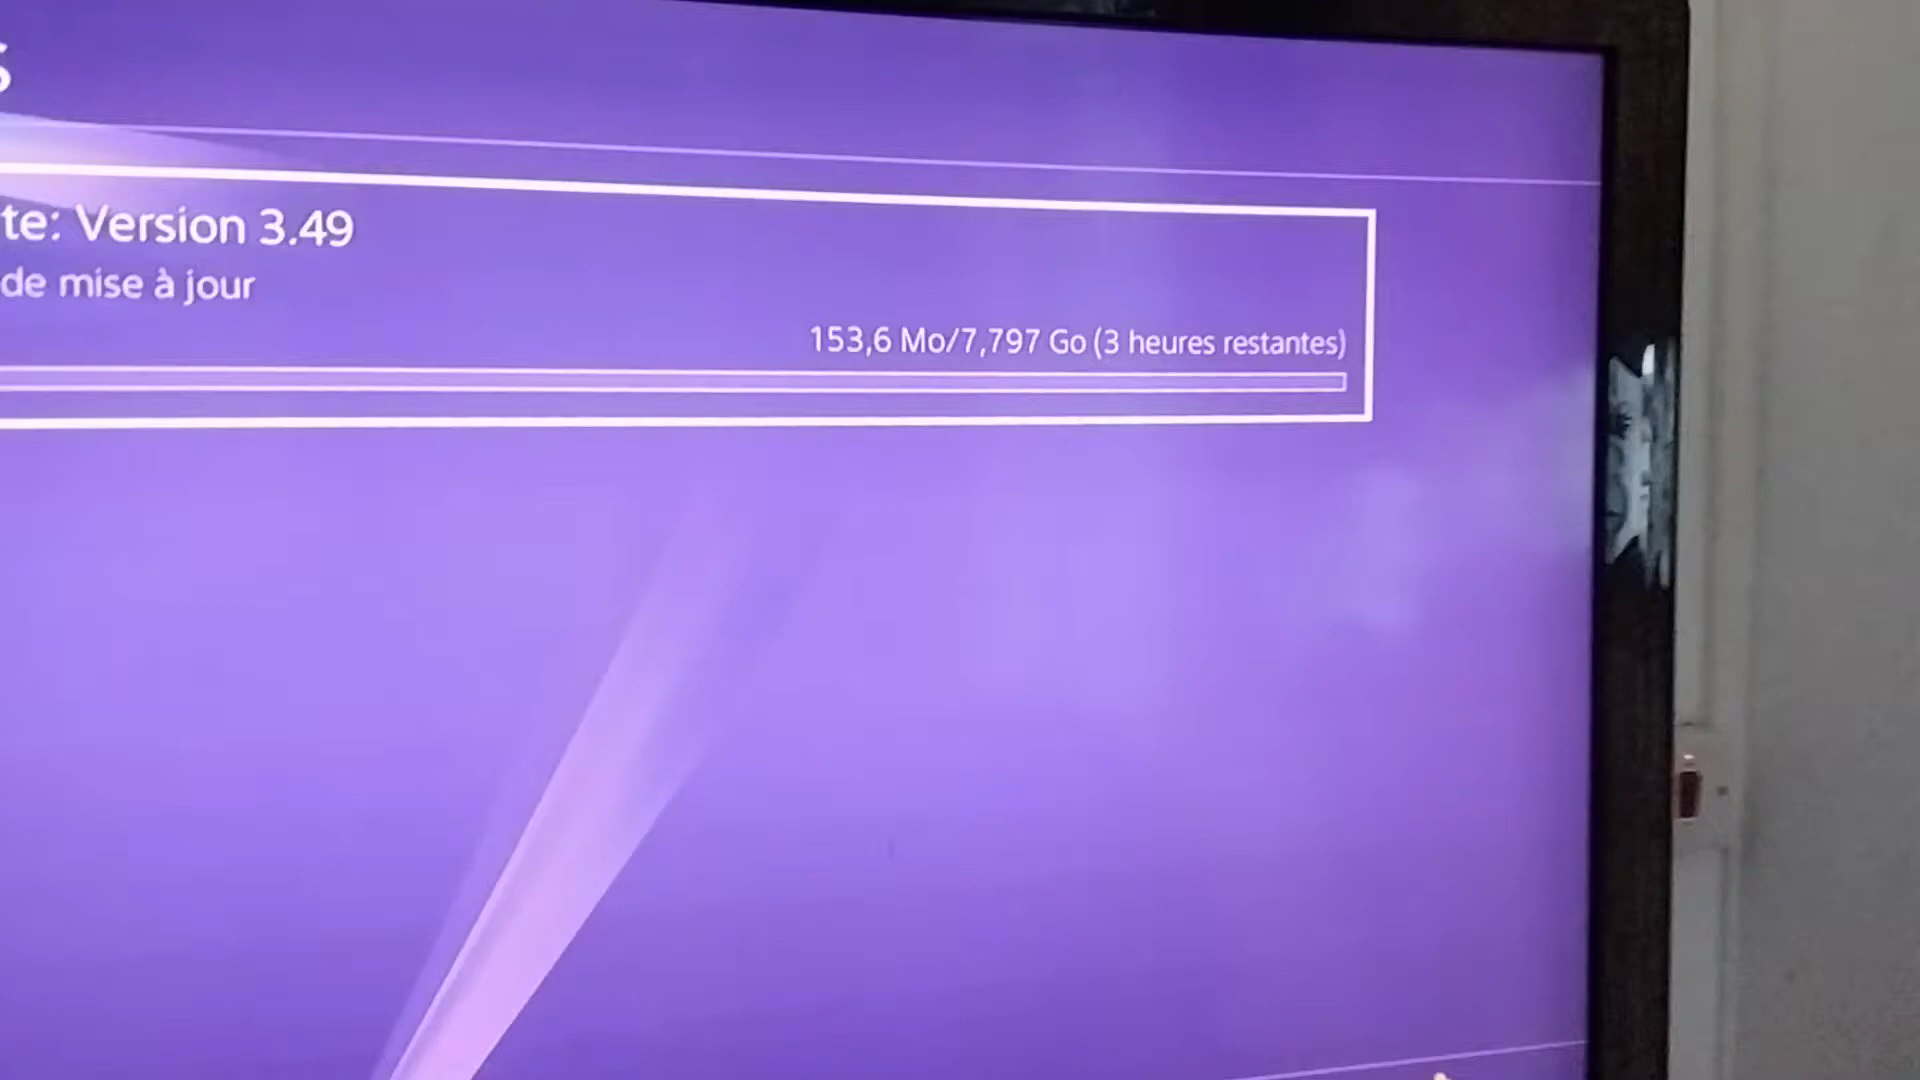 te: Version 3.49
de mise à jour
153,6 Mo/7,797 Go (3 heures restantes)